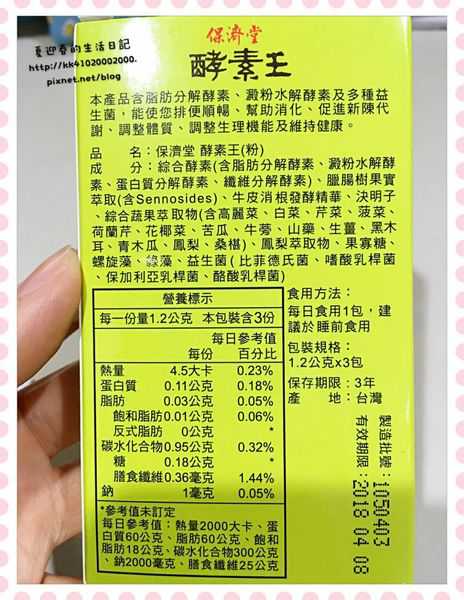 夏迎春的生活日記
http://kk41020002000.
pixnet.net/blog
保濟堂
酵素王
本產品含脂肪分解酵素、澱粉水解酵素及多種益
生菌，能使您排便順暢、幫助消化、促進新陳代
謝、調整體質、調整生理機能及維持健康。
品　　名：保濟堂 酵素王(粉)
成　　分：綜合酵素(含脂肪分解酵素、澱粉水解酵
素、蛋白質分解酵素、纖維分解酵素)、臘腸樹果實
萃取(含Sennosides)、牛皮消根發酵精華、決明子
、綜合蔬果萃取物(含高麗菜、白菜、芹菜、菠菜、
荷蘭芹、花椰菜、苦瓜、牛蒡、山藥、生薑、黑木
耳、青木瓜、鳳梨、桑椹)、鳳梨萃取物、果寡糖、
螺旋藻、綠藻、益生菌(比菲德氏菌、嗜酸乳桿菌
、保加利亞乳桿菌、酪酸乳桿菌)
營養標示
每一份量1.2公克 本包裝含3份
每日參考值
每份 百分比
熱量 4.5大卡 0.23%
蛋白質 0.11公克 0.18%
脂肪 0.03公克 0.05%
飽和脂肪 0.01公克 0.06%
反式脂肪 0公克 *
碳水化合物 0.95公克 0.32%
糖 0.18公克 *
膳食纖維 0.36毫克 1.44%
鈉 1毫克 0.05%
*參考值未訂定
每日參考值：熱量2000大卡、蛋
白質60公克、脂肪60公克、飽和
脂肪18公克、碳水化合物300公克
、鈉2000毫克、膳食纖維25公克
食用方法：
每日食用1包，建
議於睡前食用
包裝規格：
1.2公克x3包
保存期限：3年
產　　地：台灣
製造批號：1050403
有效期限：2018 04 08